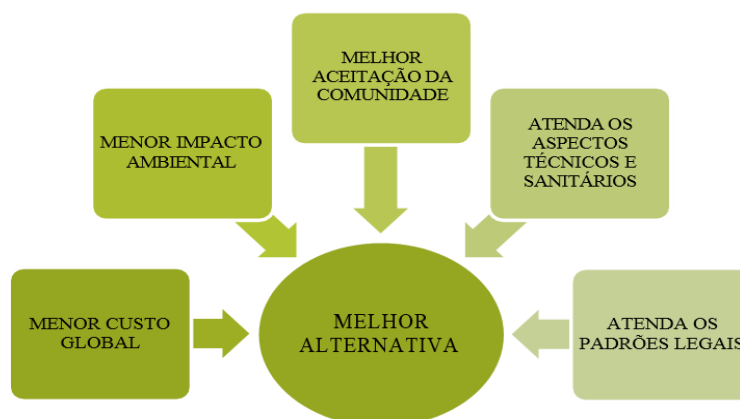 MELHOR
ACEITAÇÃO DA
COMUNIDADE
MENOR IMPACTO
AMBIENTAL
ATENDA OS
ASPECTOS
TÉCNICOS E
SANITÁRIOS
MENOR CUSTO
GLOBAL
MELHOR
ALTERNATIVA
ATENDA OS
PADRÕES LEGAIS